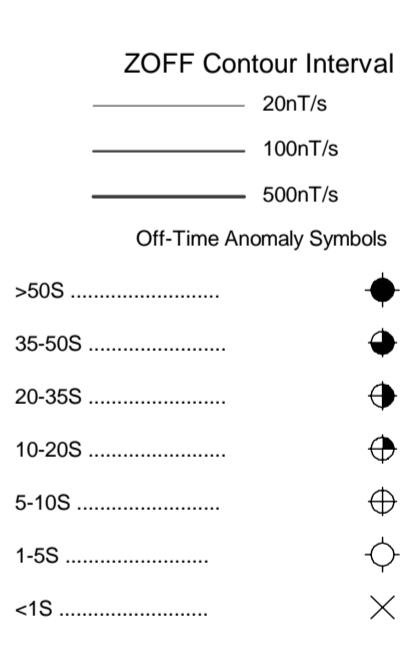 ZOFF Contour Interval
20nT/s
100nT/s
500nT/s
Off-Time Anomaly Symbols
>50S ..........................
35-50S ........................
20-35S ........................
10-20S ........................
5-10S .........................
1-5S .........................
<1S ..........................